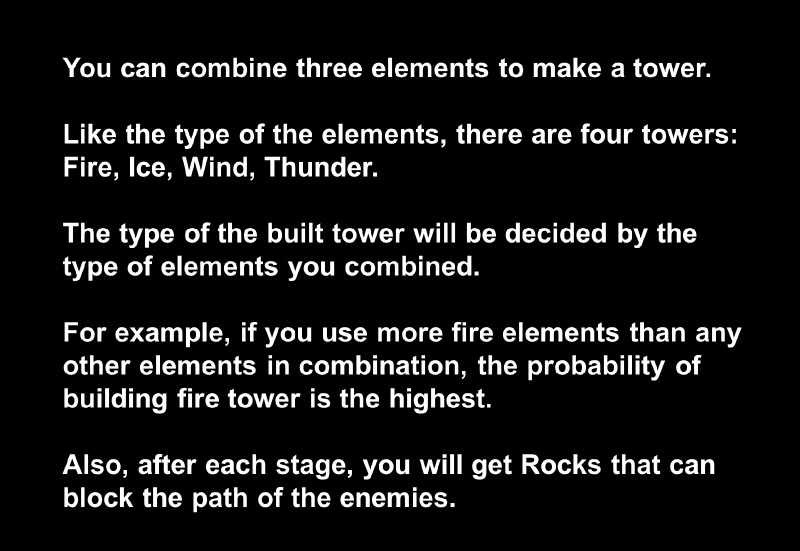 You can combine three elements to make a tower.
Like the type of the elements, there are four towers:
Fire, Ice, Wind, Thunder.
The type of the built tower will be decided by the
type of elements you combined.
For example, if you use more fire elements than any
other elements in combination, the probability of
building fire tower is the highest.
Also, after each stage, you will get Rocks that can
block the path of the enemies.